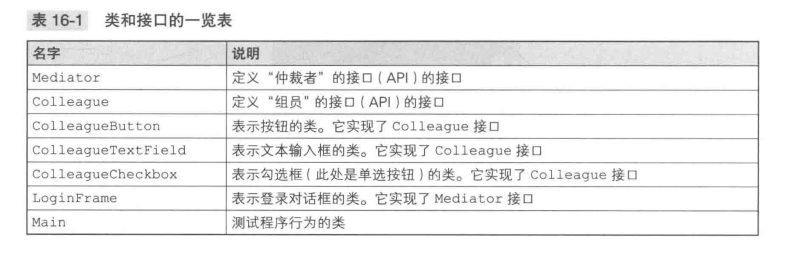 表 16-1 类和接口的一览表
名字 说明
Mediator 定义“仲裁者”的接口（API）的接口
Colleague 定义“组员”的接口（API）的接口
ColleagueButton 表示按钮的类。它实现了 Colleague 接口
ColleagueTextField 表示文本输入框的类。它实现了 Colleague 接口
ColleagueCheckbox 表示勾选框（此处是单选按钮）的类。它实现了 Colleague 接口
LoginFrame 表示登录对话框的类。它实现了 Mediator 接口
Main 测试程序行为的类